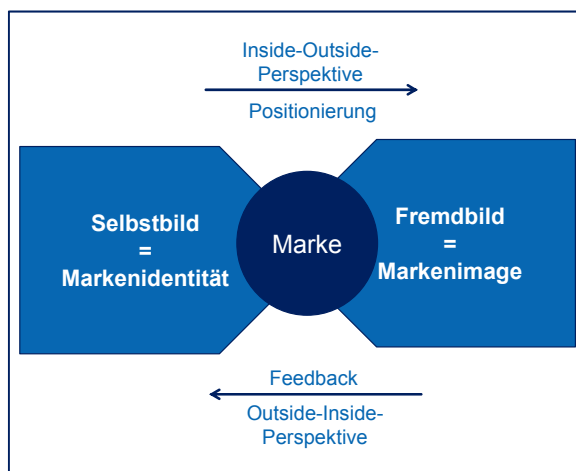 Inside-Outside-
Perspektive
Positionierung
Selbstbild
=
Markenidentität
Marke
Fremdbild
=
Markenimage
Feedback
Outside-Inside-
Perspektive